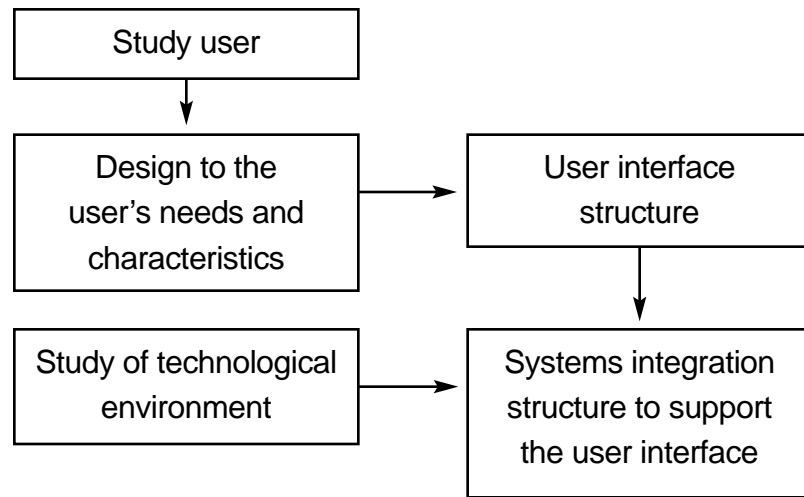 Study user
Design to the
user’s needs and
characteristics
User interface
structure
Study of technological
environment
Systems integration
structure to support
the user interface